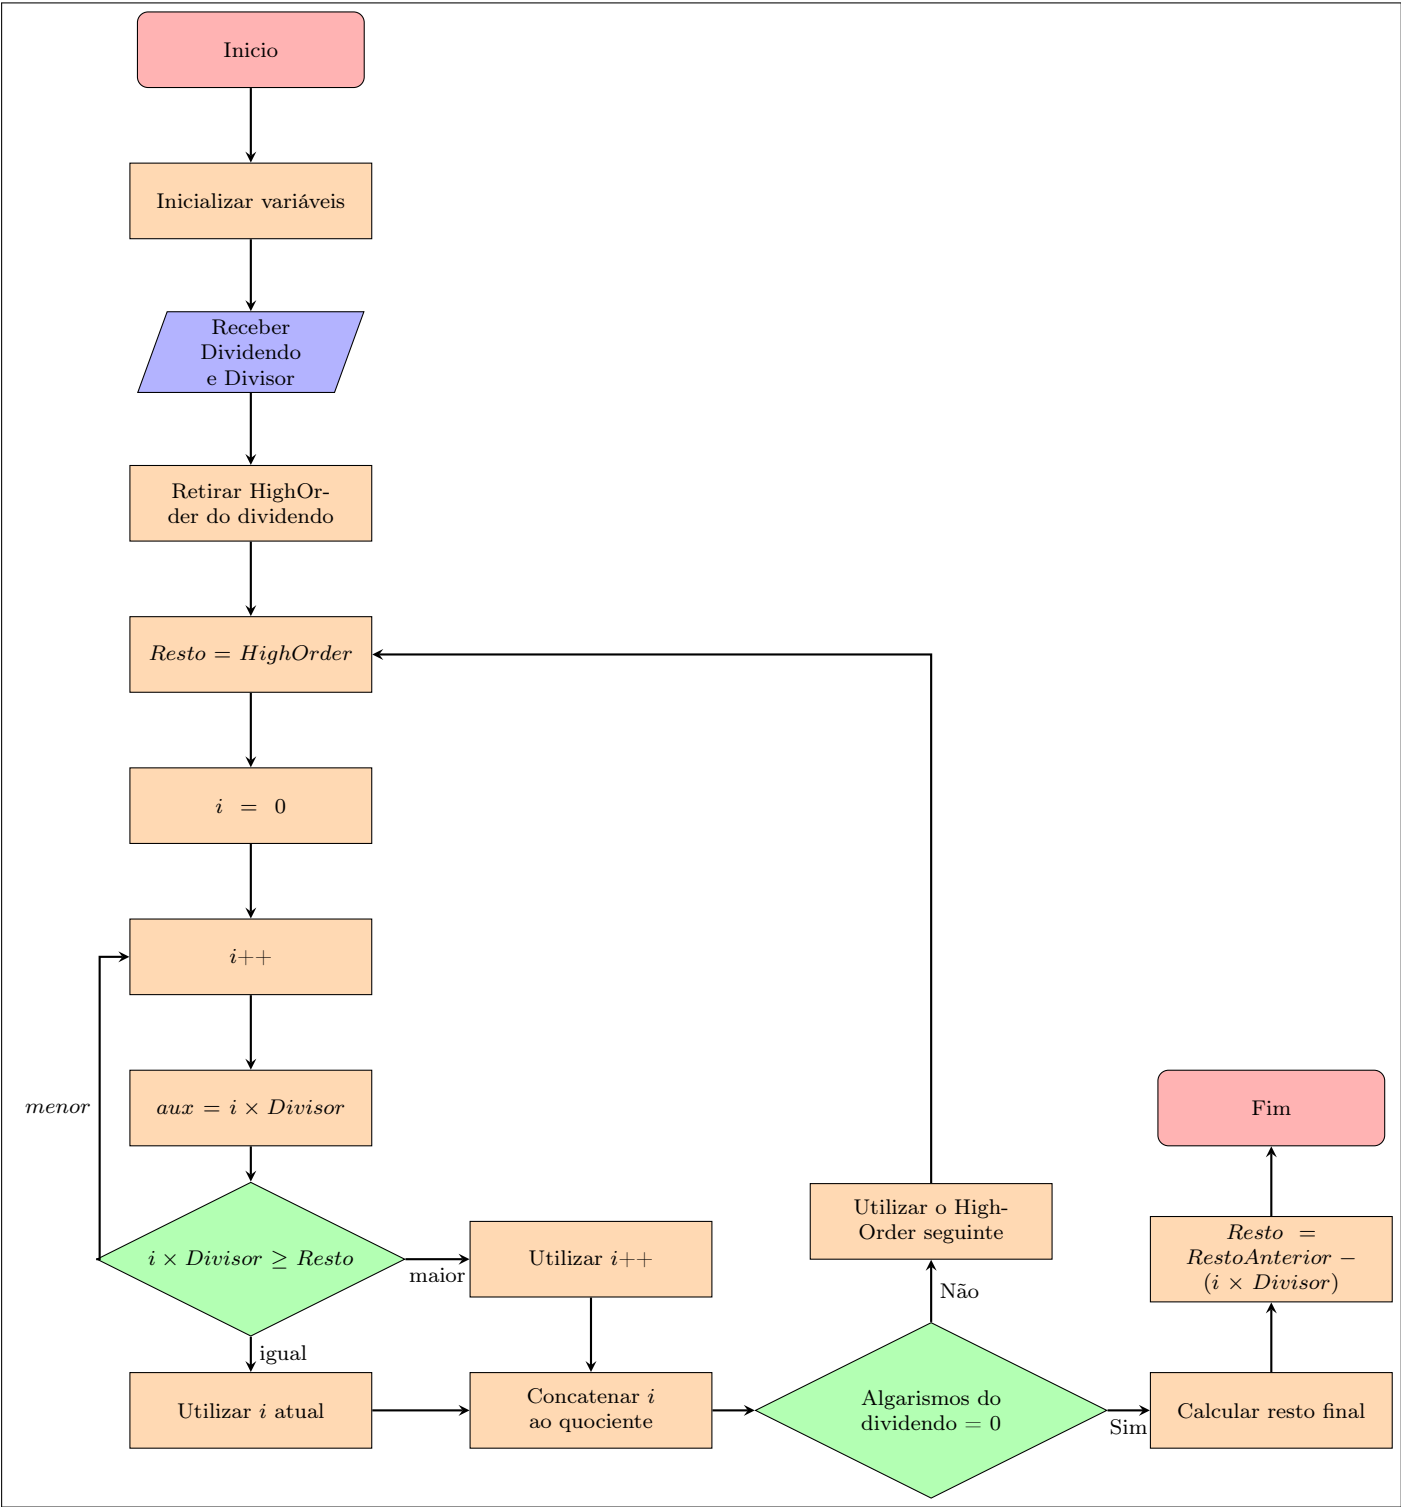 Inicio
Inicializar variáveis
Receber
Dividendo
e Divisor
Retirar HighOr-
der do dividendo
Resto = HighOrder
i = 0
i++
aux = i × Divisor
menor
i × Divisor ≥ Resto
maior
Utilizar i++
igual
Utilizar i atual
Concatenar i
ao quociente
Algarismos do
dividendo = 0
Não
Utilizar o High-
Order seguinte
Sim
Calcular resto final
Resto =
RestoAnterior −
(i × Divisor)
Fim